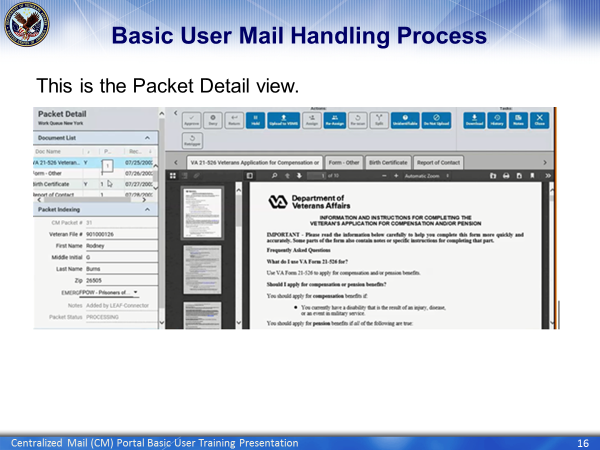 Basic User Mail Handling Process
This is the Packet Detail view.
Packet Detail
Work Queue New York
Document List
Doc Name P... Rec...
VA 21-526 Veteran... Y 1 07/25/200
Form - Other 07/26/200
Birth Certificate Y 1 07/27/200
Report of Contact 1 07/28/200
Packet Indexing
CM Packet # 31
Veteran File # 901000126
First Name Rodney
Middle Initial G
Last Name Burns
Zip 26505
EMERG FPOW - Prisoners of...
Notes Added by LEAF-Connector
Packet Status PROCESSING
Actions: Tasks:
Approve Deny Return Hold Upload to VBMS Assign Re-Assign Re-scan Split Unrelate/Table Do Not Upload Download History Notes Close
VA 21-526 Veterans Application for Compensation or Form - Other Birth Certificate Report of Contact
1 of 10 Automatic Zoom
Department of
Veterans Affairs
INFORMATION AND INSTRUCTIONS FOR COMPLETING THE
VETERAN'S APPLICATION FOR COMPENSATION AND/OR PENSION
IMPORTANT - Please read the information below carefully to help you complete this form more quickly and
accurately. Some parts of the form also contain notes or specific instructions for completing that part.
Frequently Asked Questions
What do I use VA Form 21-526 for?
Use VA Form 21-526 to apply for compensation and/or pension benefits.
Should I apply for compensation or pension benefits?
You should apply for compensation benefits if:
• You currently have a disability that is the result of an injury, disease,
or an event in military service.
You should apply for pension benefits if all of the following are true:
Centralized Mail (CM) Portal Basic User Training Presentation 16